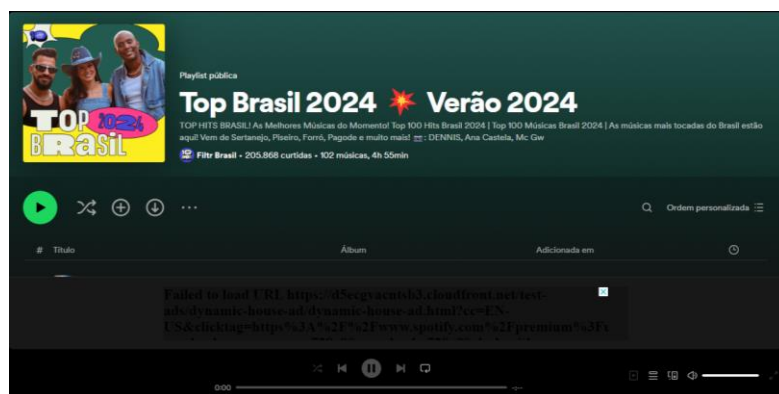 TOP 2024
BRASIL
Playlist pública
Top Brasil 2024 💥 Verão 2024
TOP HITS BRASIL! As Melhores Músicas do Momento! Top 100 Hits Brasil 2024 | Top 100 Músicas Brasil 2024 | As músicas mais tocadas do Brasil estão
aqui! Vem de Sertanejo, Piseiro, Forró, Pagode e muito mais! : DENNIS, Ana Castela, Mc Gw
Filtr Brasil • 205.868 curtidas • 102 músicas, 4h 55min
Ordem personalizada
# Título Álbum Adicionada em
Failed to load URL https://d5ecgvacntsb3.cloudfront.net/test-
ads/dynamic-house-ad/dynamic-house-ad.html?cc=EN-
US&clicktag=https%3A%2F%2Fwww.spotify.com%2Fpremium%3Fu
0:00 -:--